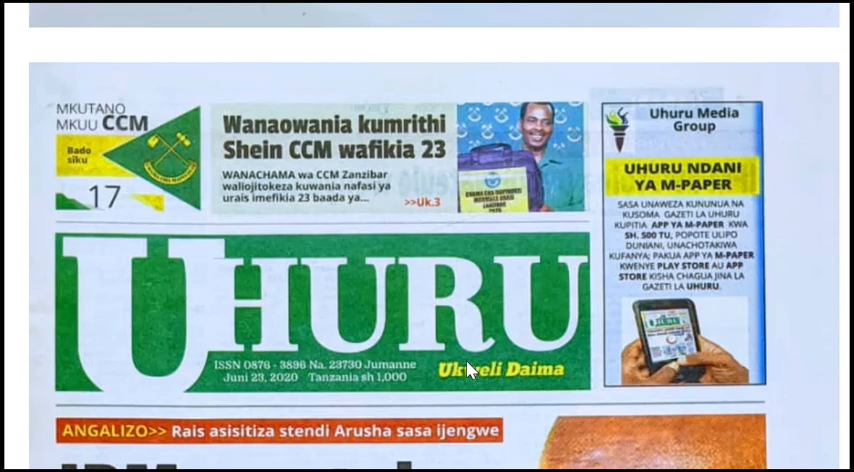 MKUTANO
MKUU CCM
Bado
siku
17
Wanaowania kumrithi
Shein CCM wafikia 23
WANACHAMA wa CCM Zanzibar
waliojitokeza kuwania nafasi ya
urais imefikia 23 baada ya...
>>Uk.3
Uhuru Media
Group
UHURU NDANI
YA M-PAPER
SASA UNAWEZA KUNUNUA NA
KUSOMA GAZETI LA UHURU
KUPITIA APP YA M-PAPER KWA
SH. 500 TU, POPOTE ULIPO
DUNIANI, UNACHOTAKIWA
KUFANYA; PAKUA APP YA M-PAPER
KWENYE PLAY STORE AU APP
STORE KISHA CHAGUA JINA LA
GAZETI LA UHURU.
UHURU
ISSN 0876 - 3896 Na. 23730 Jumanne
Juni 23, 2020 Tanzania sh 1,000
Ukweli Daima
ANGALIZO>> Rais asisitiza stendi Arusha sasa ijengwe